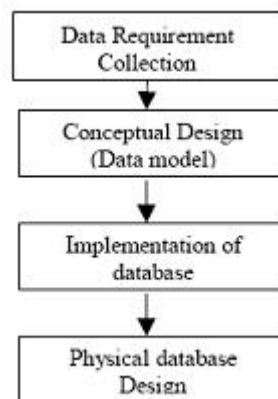 Data Requirement
Collection
Conceptual Design
(Data model)
Implementation of
database
Physical database
Design